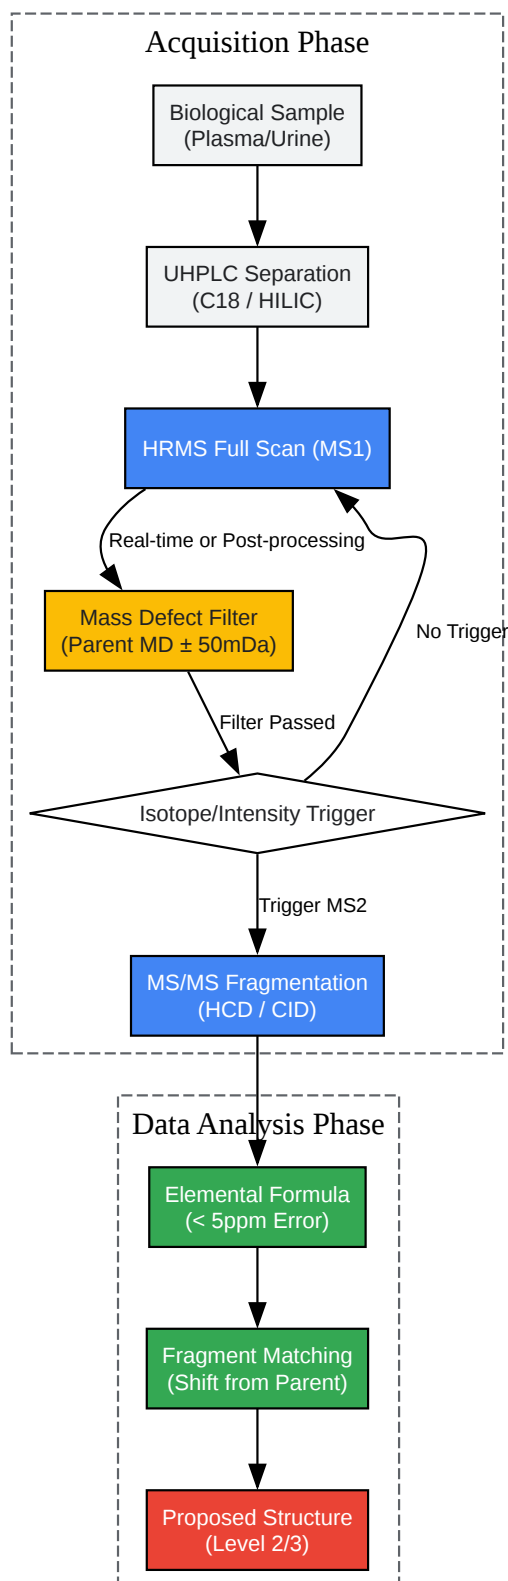 Acquisition Phase
Biological Sample
(Plasma/Urine)
UHPLC Separation
(C18 / HILIC)
HRMS Full Scan (MS1)
Real-time or Post-processing
Mass Defect Filter
(Parent MD ± 50mDa)
No Trigger
Filter Passed
Isotope/Intensity Trigger
Trigger MS2
MS/MS Fragmentation
(HCD / CID)
Data Analysis Phase
Elemental Formula
(< 5ppm Error)
Fragment Matching
(Shift from Parent)
Proposed Structure
(Level 2/3)